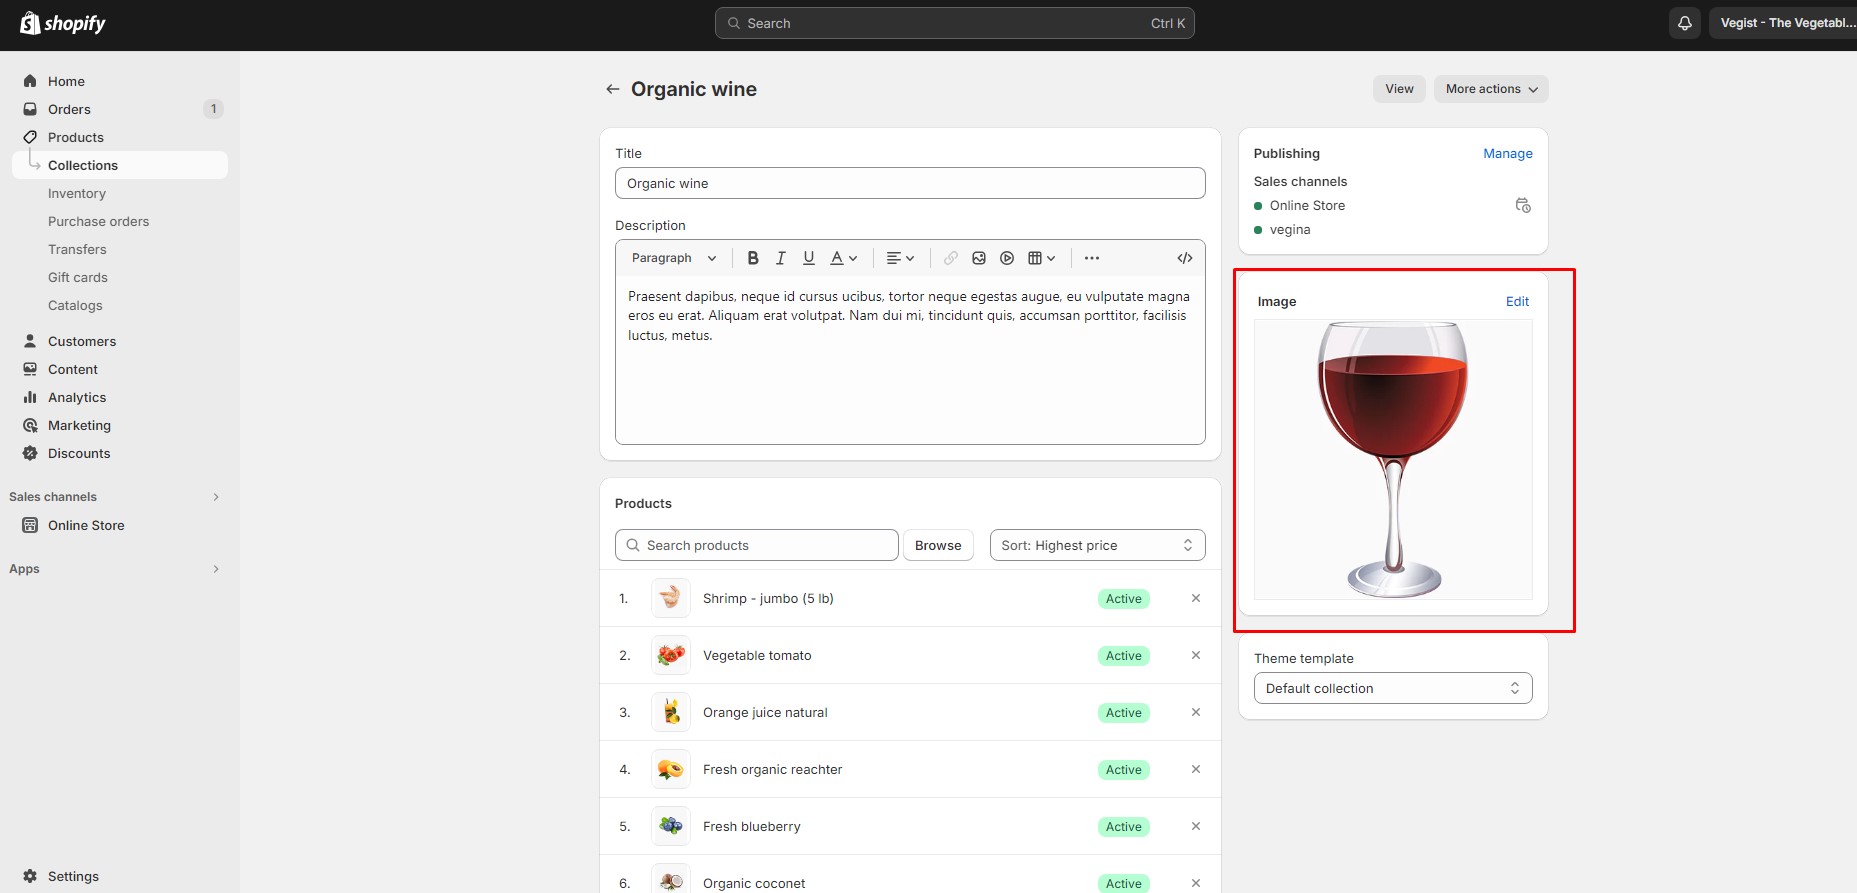 shopify
Search
Ctrl K
Vegist - The Vegetabl...
Home
Orders
1
Products
Collections
Inventory
Purchase orders
Transfers
Gift cards
Catalogs
Customers
Content
Analytics
Marketing
Discounts
Sales channels
Online Store
Apps
Settings
Organic wine
View
More actions
Title
Organic wine
Description
Paragraph
B I U A
Praesent dapibus, neque id cursus ucibus, tortor neque egestas augue, eu vulputate magna
eros eu erat. Aliquam erat volutpat. Nam dui mi, tincidunt quis, accumsan porttitor, facilisis
luctus, metus.
Products
Search products
Browse
Sort: Highest price
1. Shrimp - jumbo (5 lb) Active
2. Vegetable tomato Active
3. Orange juice natural Active
4. Fresh organic reachter Active
5. Fresh blueberry Active
6. Organic coconet Active
Publishing
Manage
Sales channels
Online Store
vegina
Image
Edit
Theme template
Default collection